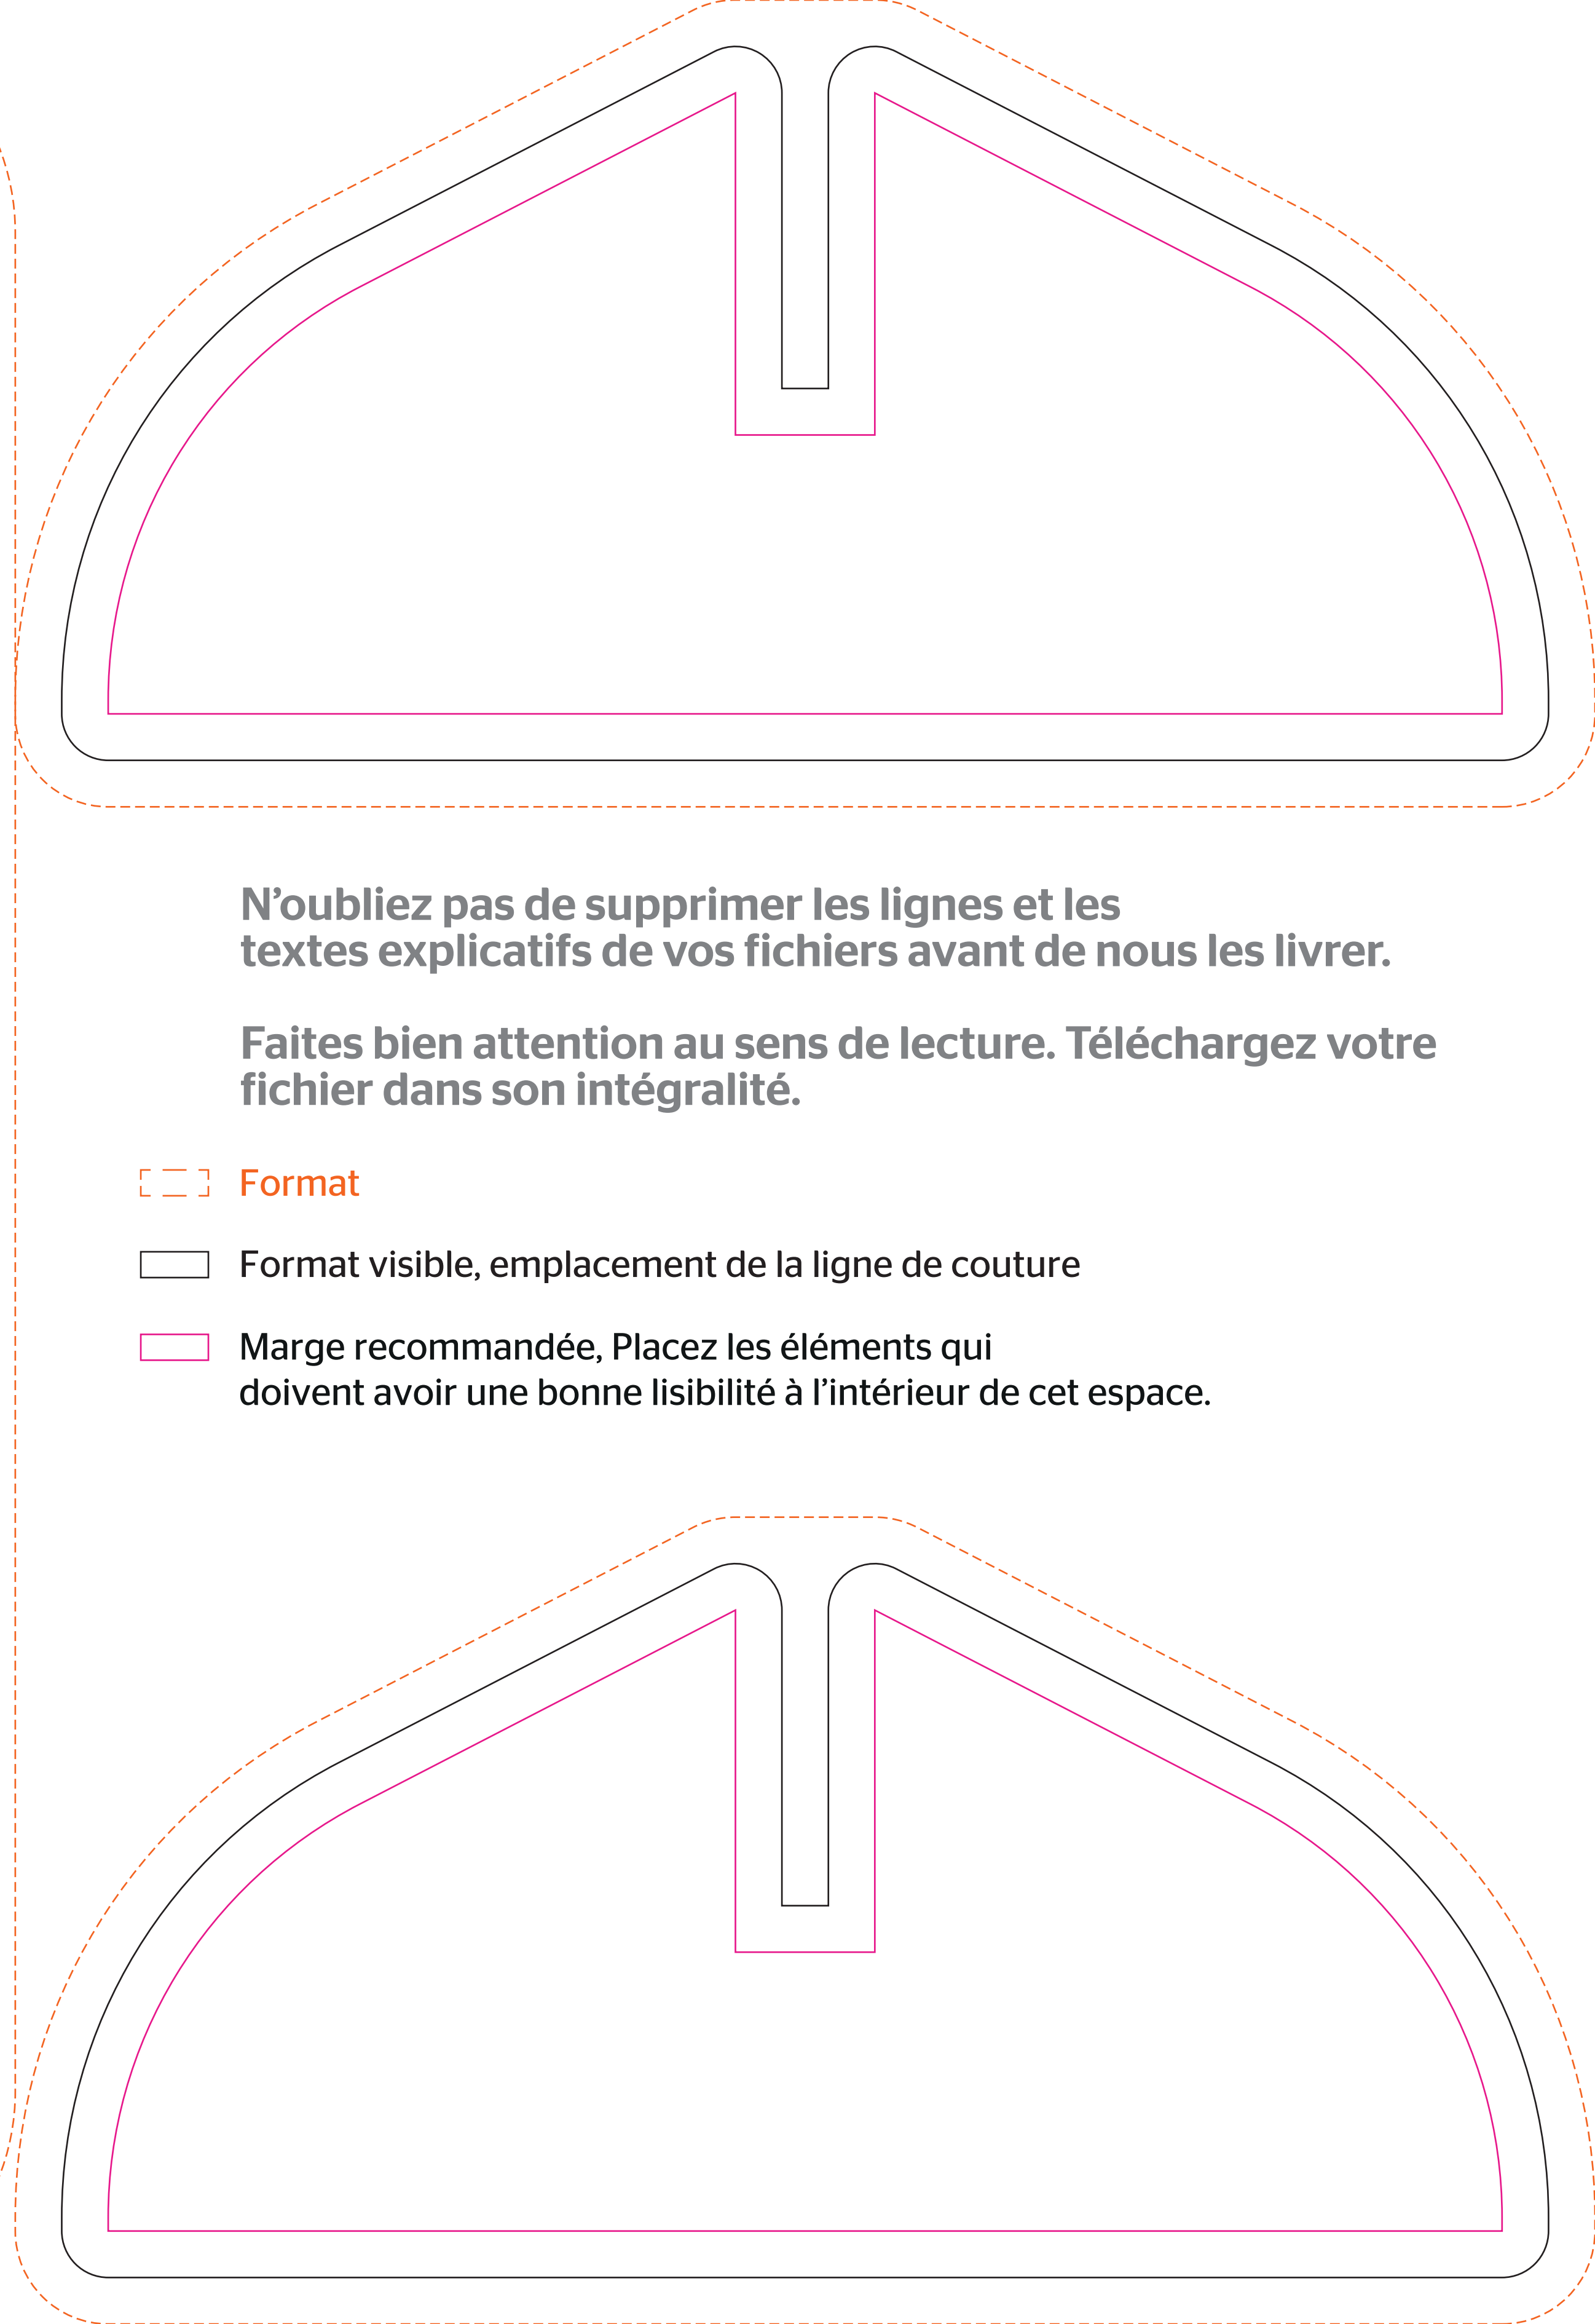 N’oubliez pas de supprimer les lignes et les
textes explicatifs de vos fichiers avant de nous les livrer.
Faites bien attention au sens de lecture. Téléchargez votre
fichier dans son intégralité.
Format
Format visible, emplacement de la ligne de couture
Marge recommandée, Placez les éléments qui
doivent avoir une bonne lisibilité à l’intérieur de cet espace.